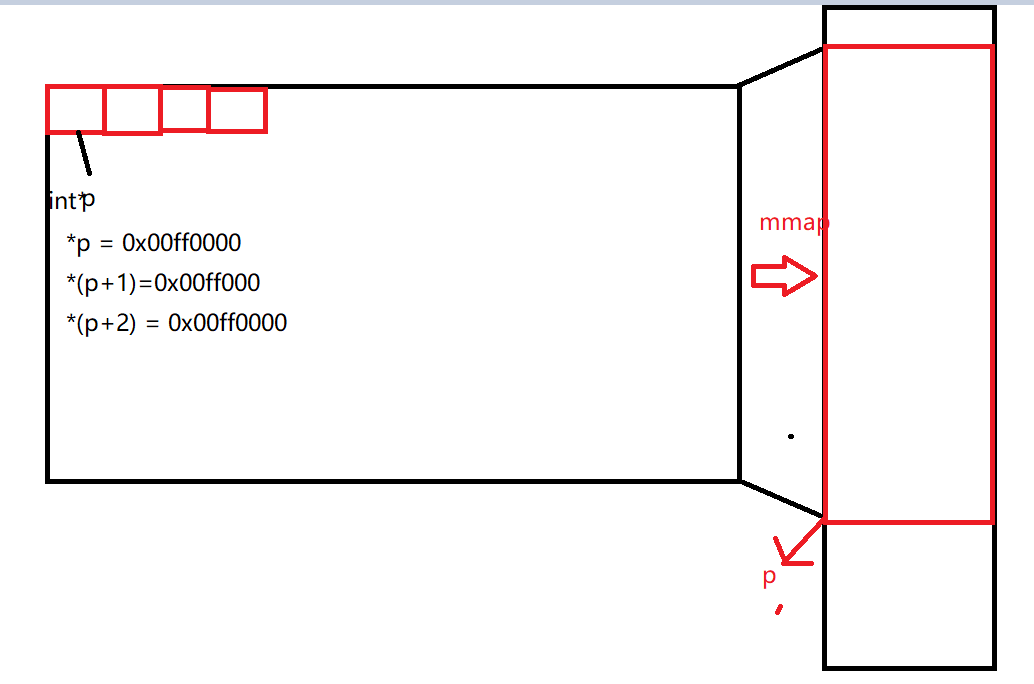 int*p
*p = 0x00ff0000
*(p+1)=0x00ff000
*(p+2) = 0x00ff0000
mmap
p